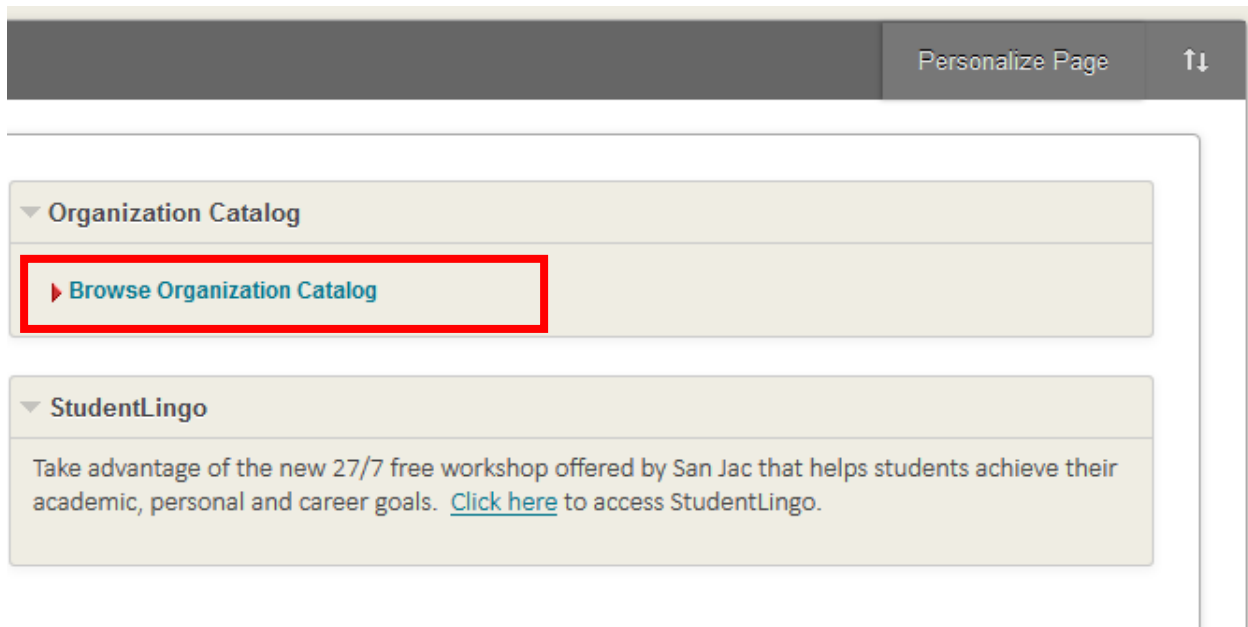 Personalize Page
Organization Catalog
Browse Organization Catalog
StudentLingo
Take advantage of the new 27/7 free workshop offered by San Jac that helps students achieve their
academic, personal and career goals. Click here to access StudentLingo.